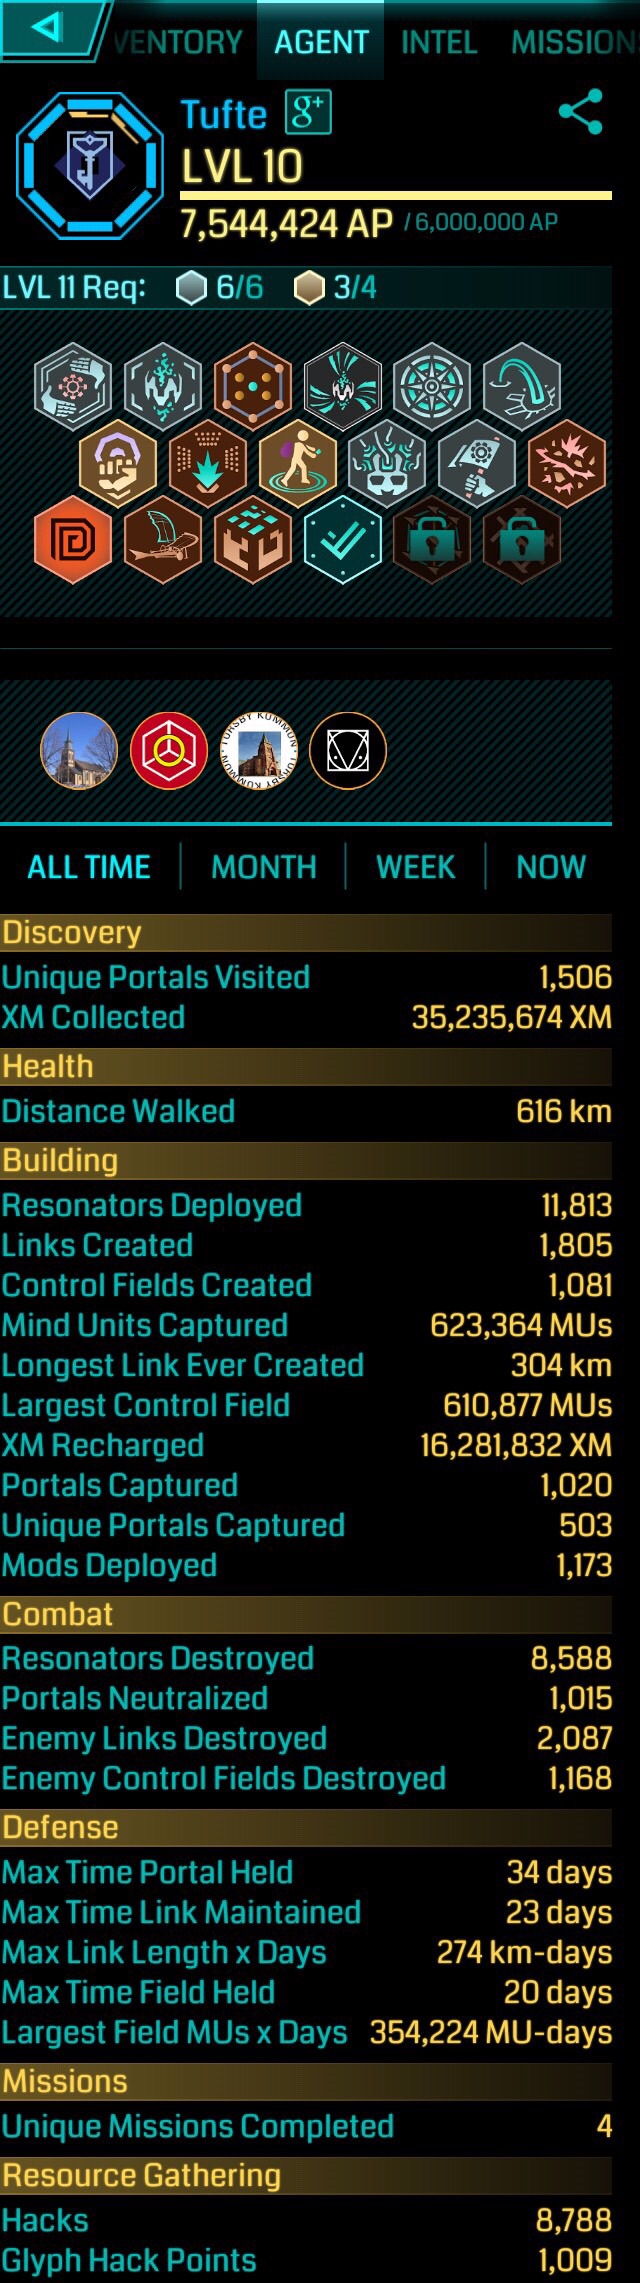 VENTORY AGENT INTEL MISSION
Tufte g+
LVL 10
7,544,424 AP / 6,000,000 AP
LVL 11 Req: 6/6 3/4
TORSBY KOMMUN · TORSBY KOMMUN ·
ALL TIME MONTH WEEK NOW
Discovery
Unique Portals Visited 1,506
XM Collected 35,235,674 XM
Health
Distance Walked 616 km
Building
Resonators Deployed 11,813
Links Created 1,805
Control Fields Created 1,081
Mind Units Captured 623,364 MUs
Longest Link Ever Created 304 km
Largest Control Field 610,877 MUs
XM Recharged 16,281,832 XM
Portals Captured 1,020
Unique Portals Captured 503
Mods Deployed 1,173
Combat
Resonators Destroyed 8,588
Portals Neutralized 1,015
Enemy Links Destroyed 2,087
Enemy Control Fields Destroyed 1,168
Defense
Max Time Portal Held 34 days
Max Time Link Maintained 23 days
Max Link Length x Days 274 km-days
Max Time Field Held 20 days
Largest Field MUs x Days 354,224 MU-days
Missions
Unique Missions Completed 4
Resource Gathering
Hacks 8,788
Glyph Hack Points 1,009